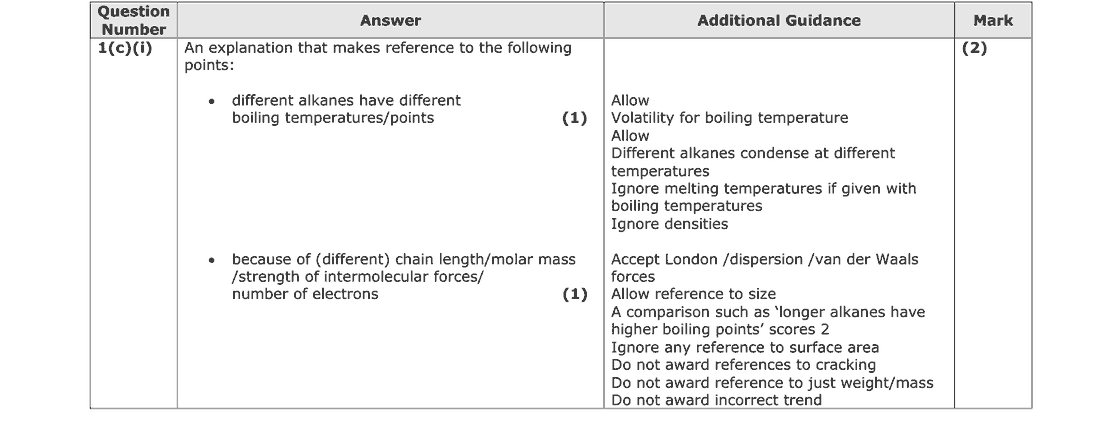 Question Number
Answer
Additional Guidance
Mark
1(c)(i)
An explanation that makes reference to the following
points:
• different alkanes have different
boiling temperatures/points (1)
• because of (different) chain length/molar mass
/strength of intermolecular forces/
number of electrons (1)
Allow
Volatility for boiling temperature
Allow
Different alkanes condense at different
temperatures
Ignore melting temperatures if given with
boiling temperatures
Ignore densities
Accept London /dispersion /van der Waals
forces
Allow reference to size
A comparison such as ‘longer alkanes have
higher boiling points’ scores 2
Ignore any reference to surface area
Do not award references to cracking
Do not award reference to just weight/mass
Do not award incorrect trend
(2)